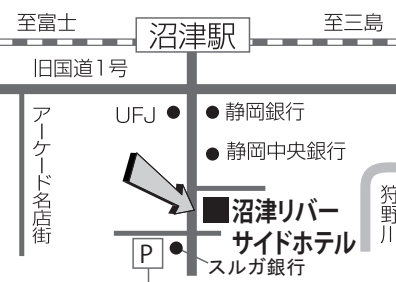 至富士
沼津駅
至三島
旧国道1号
UFJ
静岡銀行
静岡中央銀行
アーケード名店街
沼津リバー
サイドホテル
狩野川
P
スルガ銀行